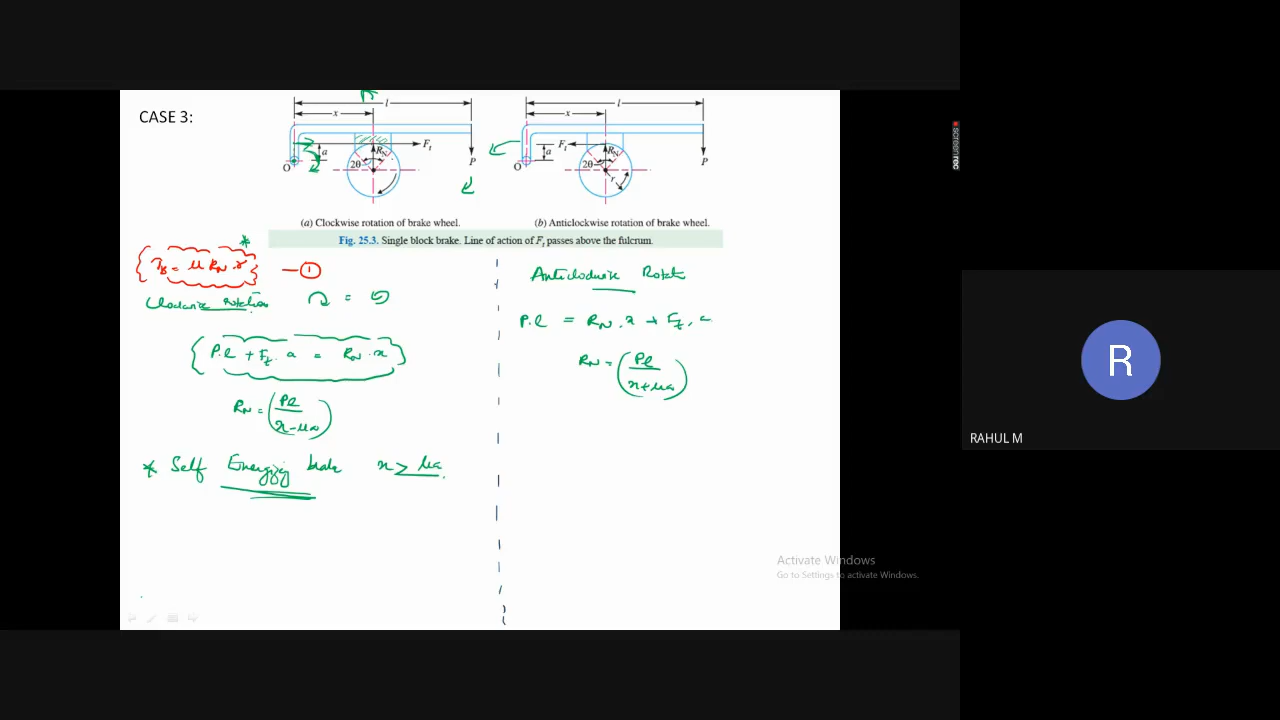 CASE 3:
l
x
Ft
a
RN
2θ
O
P
l
x
Ft
a
RN
2θ
r
O
P
(a) Clockwise rotation of brake wheel.
(b) Anticlockwise rotation of brake wheel.
Fig. 25.3. Single block brake. Line of action of Ft passes above the fulcrum.
TB = μ RN . r — 1
Clockwise rotation =
P.l + Ft . a = RN . x
RN = (Pl / x - μa)
* Self Energizing brake x > μa
Anticlockwise Rotate
P.l = RN . x + Ft . a
RN = (Pl / x + μa)
Activate Windows
Go to Settings to activate Windows.
screenrec
R
RAHUL M